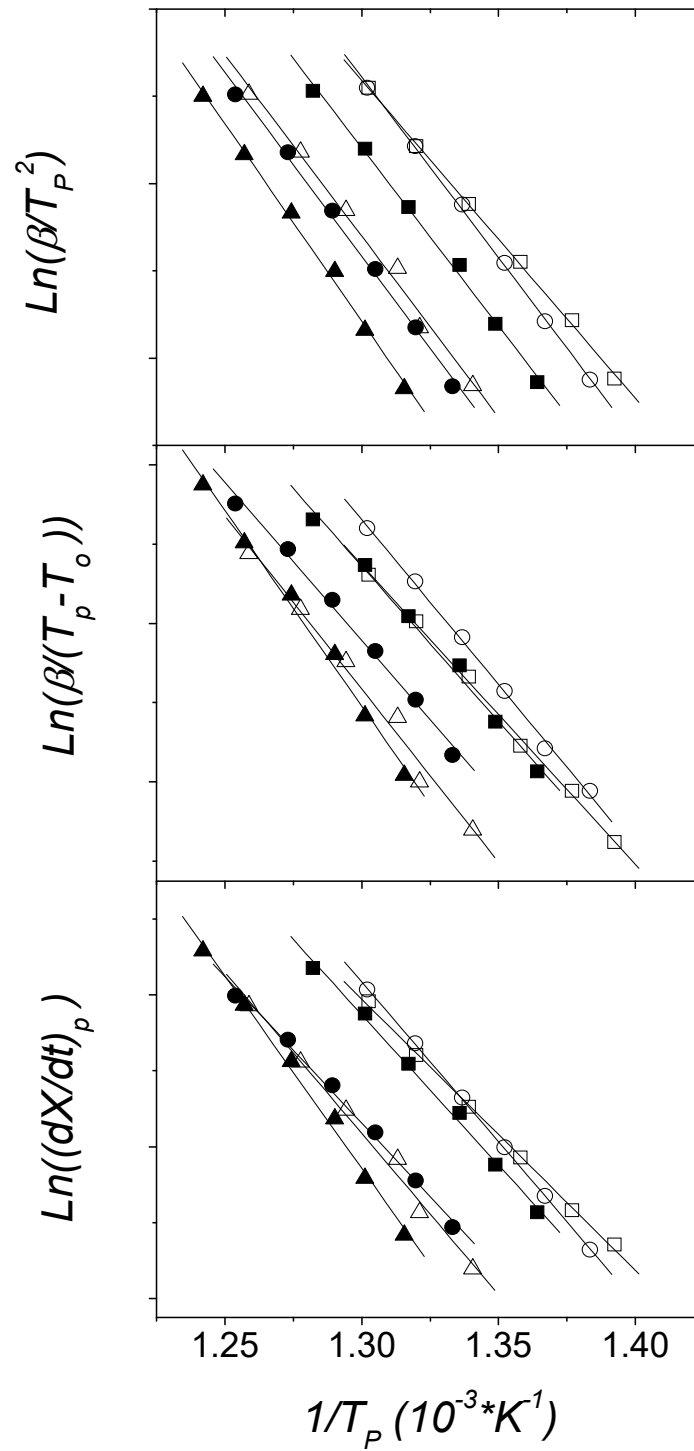 Ln(β/T_P^2)
Ln(β/(T_p-T_o))
Ln((dX/dt)_p)
1.25 1.30 1.35 1.40
1/T_P (10^-3*K^-1)